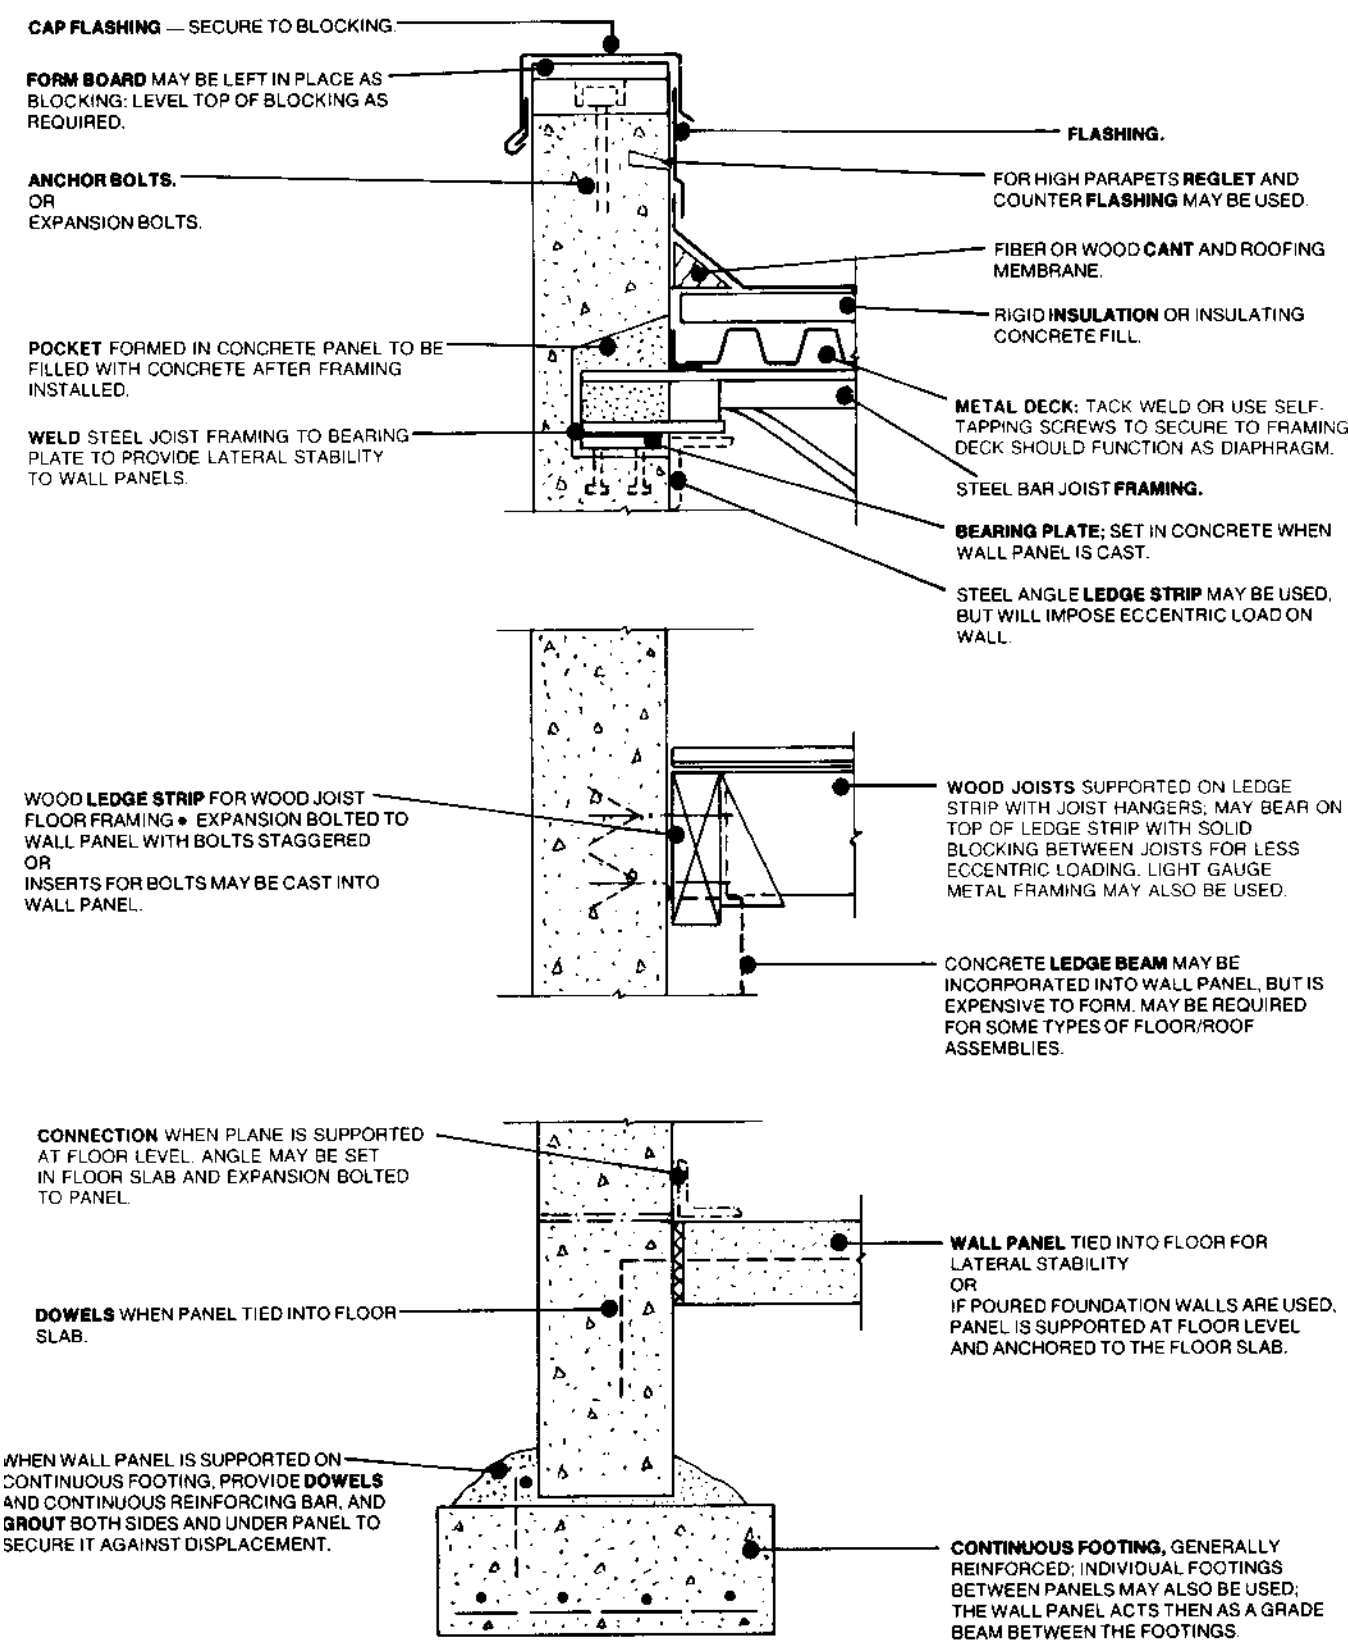 CAP FLASHING — SECURE TO BLOCKING.
FORM BOARD MAY BE LEFT IN PLACE AS
BLOCKING: LEVEL TOP OF BLOCKING AS
REQUIRED.
ANCHOR BOLTS.
OR
EXPANSION BOLTS.
POCKET FORMED IN CONCRETE PANEL TO BE
FILLED WITH CONCRETE AFTER FRAMING
INSTALLED.
WELD STEEL JOIST FRAMING TO BEARING
PLATE TO PROVIDE LATERAL STABILITY
TO WALL PANELS.
FLASHING.
FOR HIGH PARAPETS REGLET AND
COUNTER FLASHING MAY BE USED.
FIBER OR WOOD CANT AND ROOFING
MEMBRANE.
RIGID INSULATION OR INSULATING
CONCRETE FILL.
METAL DECK; TACK WELD OR USE SELF-
TAPPING SCREWS TO SECURE TO FRAMING
DECK SHOULD FUNCTION AS DIAPHRAGM.
STEEL BAR JOIST FRAMING.
BEARING PLATE; SET IN CONCRETE WHEN
WALL PANEL IS CAST.
STEEL ANGLE LEDGE STRIP MAY BE USED,
BUT WILL IMPOSE ECCENTRIC LOAD ON
WALL.
WOOD LEDGE STRIP FOR WOOD JOIST
FLOOR FRAMING • EXPANSION BOLTED TO
WALL PANEL WITH BOLTS STAGGERED
OR
INSERTS FOR BOLTS MAY BE CAST INTO
WALL PANEL.
WOOD JOISTS SUPPORTED ON LEDGE
STRIP WITH JOIST HANGERS; MAY BEAR ON
TOP OF LEDGE STRIP WITH SOLID
BLOCKING BETWEEN JOISTS FOR LESS
ECCENTRIC LOADING. LIGHT GAUGE
METAL FRAMING MAY ALSO BE USED.
CONCRETE LEDGE BEAM MAY BE
INCORPORATED INTO WALL PANEL, BUT IS
EXPENSIVE TO FORM. MAY BE REQUIRED
FOR SOME TYPES OF FLOOR/ROOF
ASSEMBLIES.
CONNECTION WHEN PLANE IS SUPPORTED
AT FLOOR LEVEL. ANGLE MAY BE SET
IN FLOOR SLAB AND EXPANSION BOLTED
TO PANEL.
DOWELS WHEN PANEL TIED INTO FLOOR
SLAB.
WALL PANEL TIED INTO FLOOR FOR
LATERAL STABILITY
OR
IF POURED FOUNDATION WALLS ARE USED,
PANEL IS SUPPORTED AT FLOOR LEVEL
AND ANCHORED TO THE FLOOR SLAB.
WHEN WALL PANEL IS SUPPORTED ON
CONTINUOUS FOOTING, PROVIDE DOWELS
AND CONTINUOUS REINFORCING BAR, AND
GROUT BOTH SIDES AND UNDER PANEL TO
SECURE IT AGAINST DISPLACEMENT.
CONTINUOUS FOOTING, GENERALLY
REINFORCED; INDIVIDUAL FOOTINGS
BETWEEN PANELS MAY ALSO BE USED;
THE WALL PANEL ACTS THEN AS A GRADE
BEAM BETWEEN THE FOOTINGS.